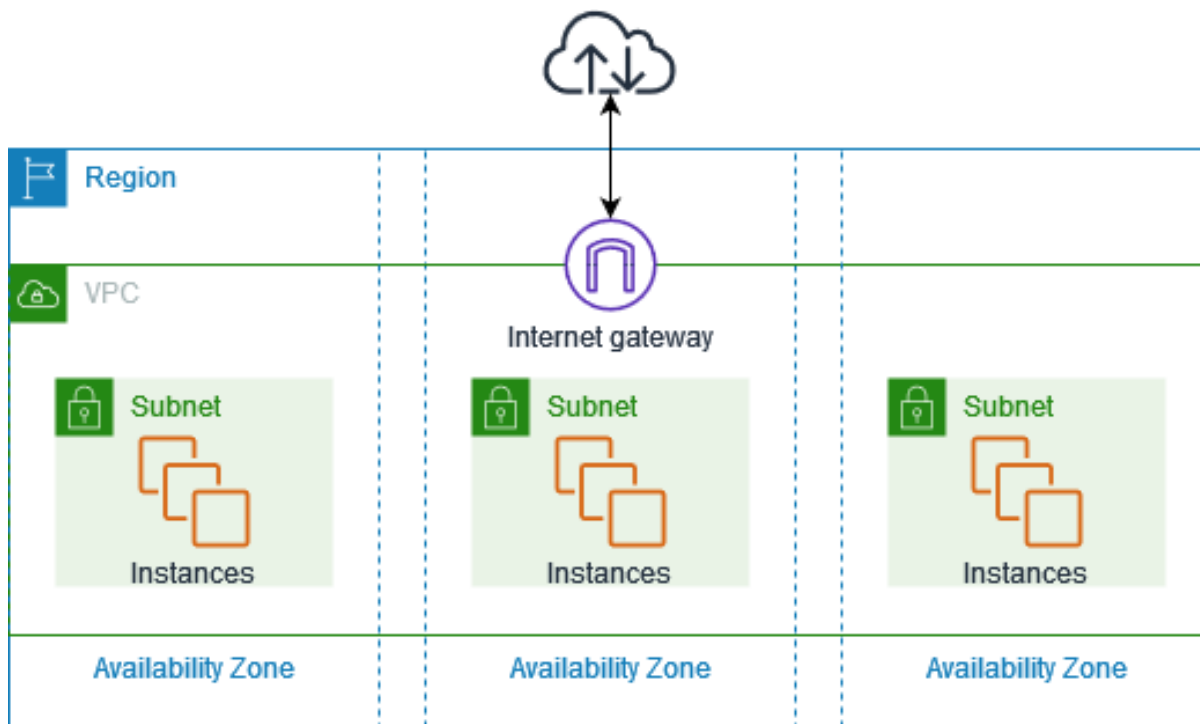 Region
VPC
Internet gateway
Subnet
Subnet
Subnet
Instances
Instances
Instances
Availability Zone
Availability Zone
Availability Zone